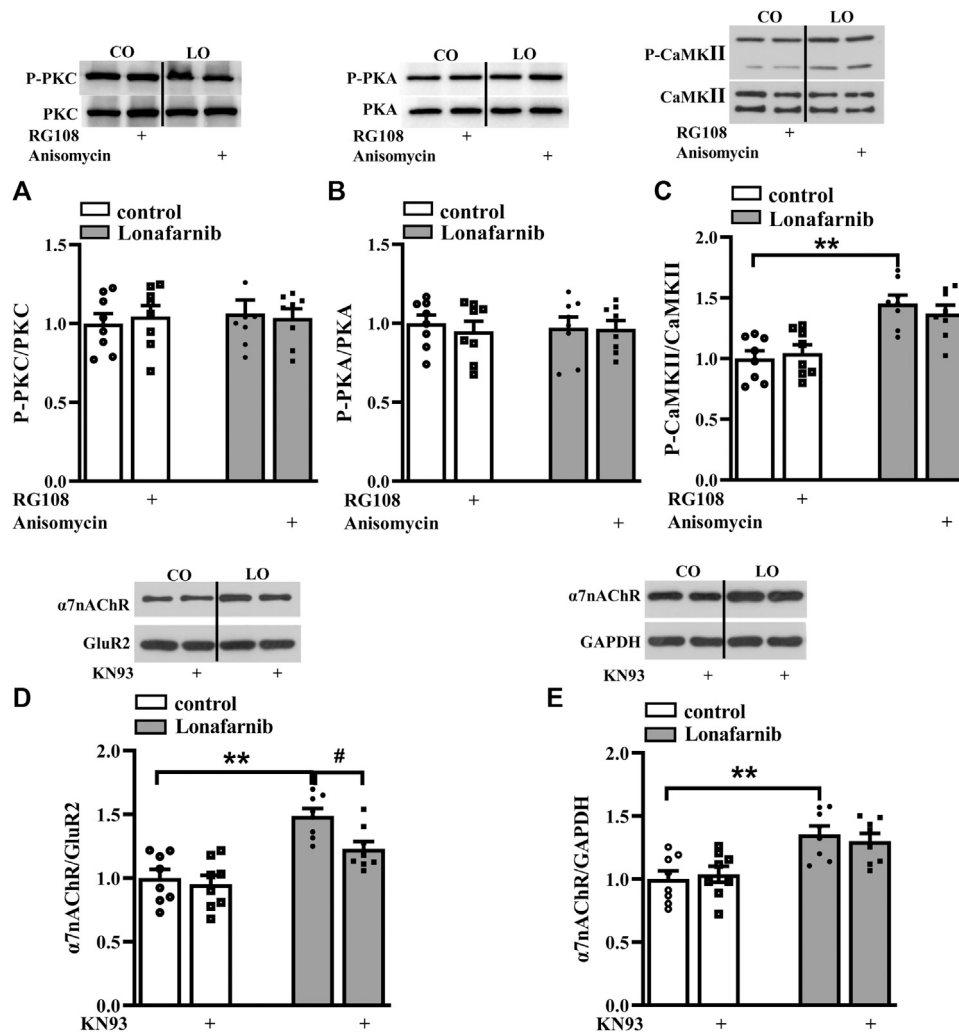 CO LO
P-PKC
PKC
RG108 +
Anisomycin +
CO LO
P-PKA
PKA
RG108 +
Anisomycin +
CO LO
P-CaMKII
CaMKII
RG108 +
Anisomycin +
A
control
Lonafarnib
P-PKC/PKC
1.5
1.0
0.5
0.0
RG108 +
Anisomycin +
B
control
Lonafarnib
P-PKA/PKA
1.5
1.0
0.5
0.0
+
+
C
control
Lonafarnib
P-CaMKII/CaMKII
2.0
1.5
1.0
0.5
0.0
**
RG108 +
Anisomycin +
CO LO
α7nAChR
GluR2
KN93 + +
CO LO
α7nAChR
GAPDH
KN93 + +
D
control
Lonafarnib
α7nAChR/GluR2
2.0
1.5
1.0
0.5
0.0
** #
KN93 + +
E
control
Lonafarnib
α7nAChR/GAPDH
2.0
1.5
1.0
0.5
0.0
**
KN93 + +